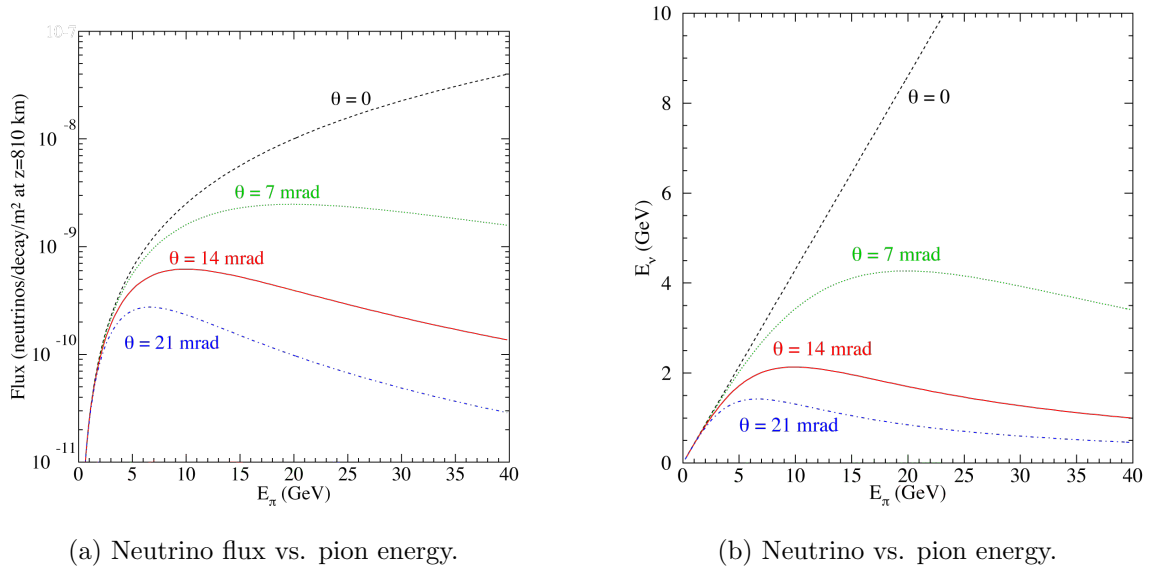 10⁻⁷
10⁻⁸
10⁻⁹
10⁻¹⁰
10⁻¹¹
Flux (neutrinos/decay/m² at z=810 km)
θ = 0
θ = 7 mrad
θ = 14 mrad
θ = 21 mrad
0 5 10 15 20 25 30 35 40
E_π (GeV)
(a) Neutrino flux vs. pion energy.
10
8
6
4
2
0
E_ν (GeV)
θ = 0
θ = 7 mrad
θ = 14 mrad
θ = 21 mrad
0 5 10 15 20 25 30 35 40
E_π (GeV)
(b) Neutrino vs. pion energy.